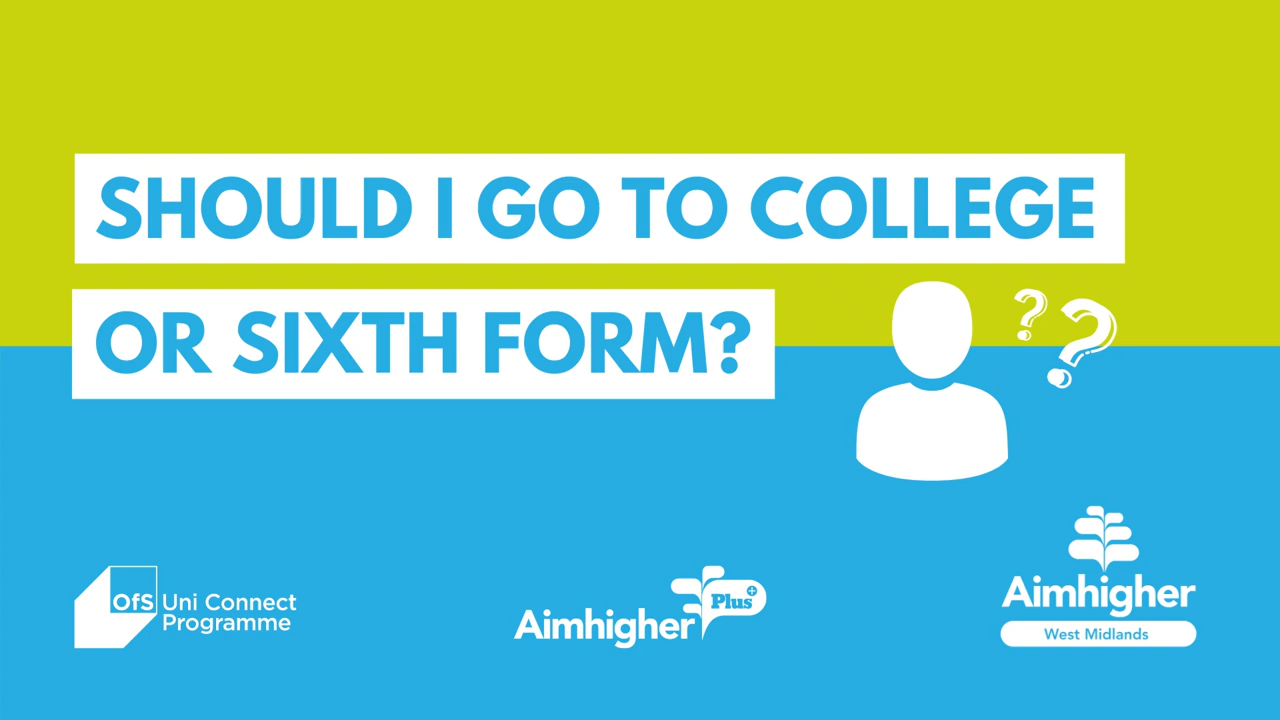 SHOULD I GO TO COLLEGE
OR SIXTH FORM?
? ?
OfS Uni Connect
Programme
Aimhigher Plus+
Aimhigher
West Midlands